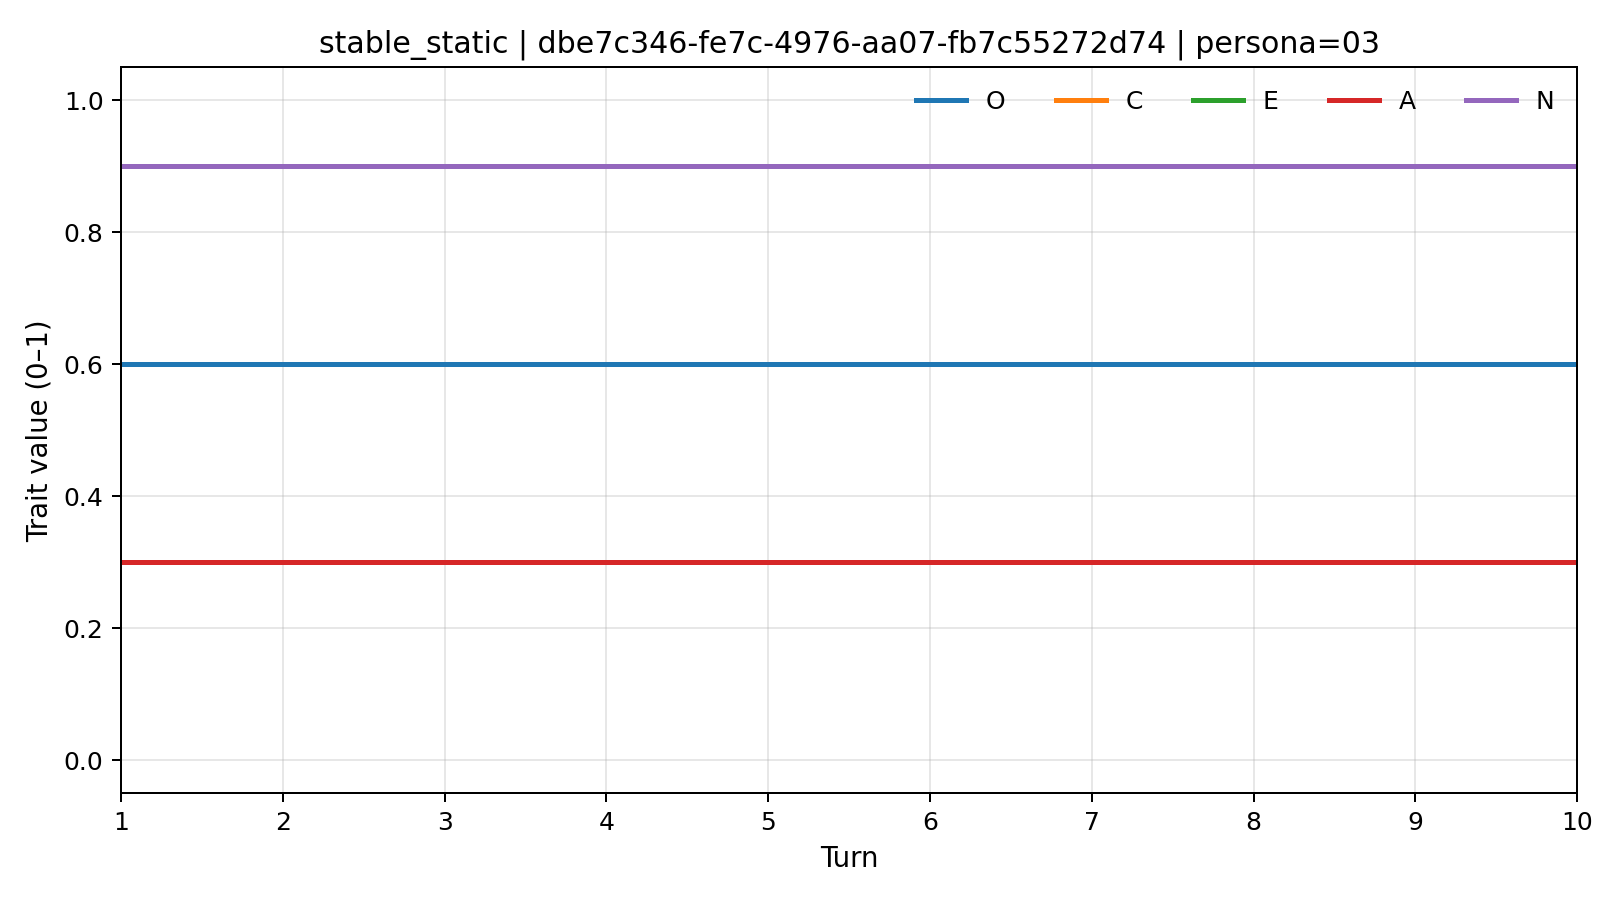 stable_static | dbe7c346-fe7c-4976-aa07-fb7c55272d74 | persona=03
O C E A N
Trait value (0–1)
1.0
0.8
0.6
0.4
0.2
0.0
1 2 3 4 5 6 7 8 9 10
Turn